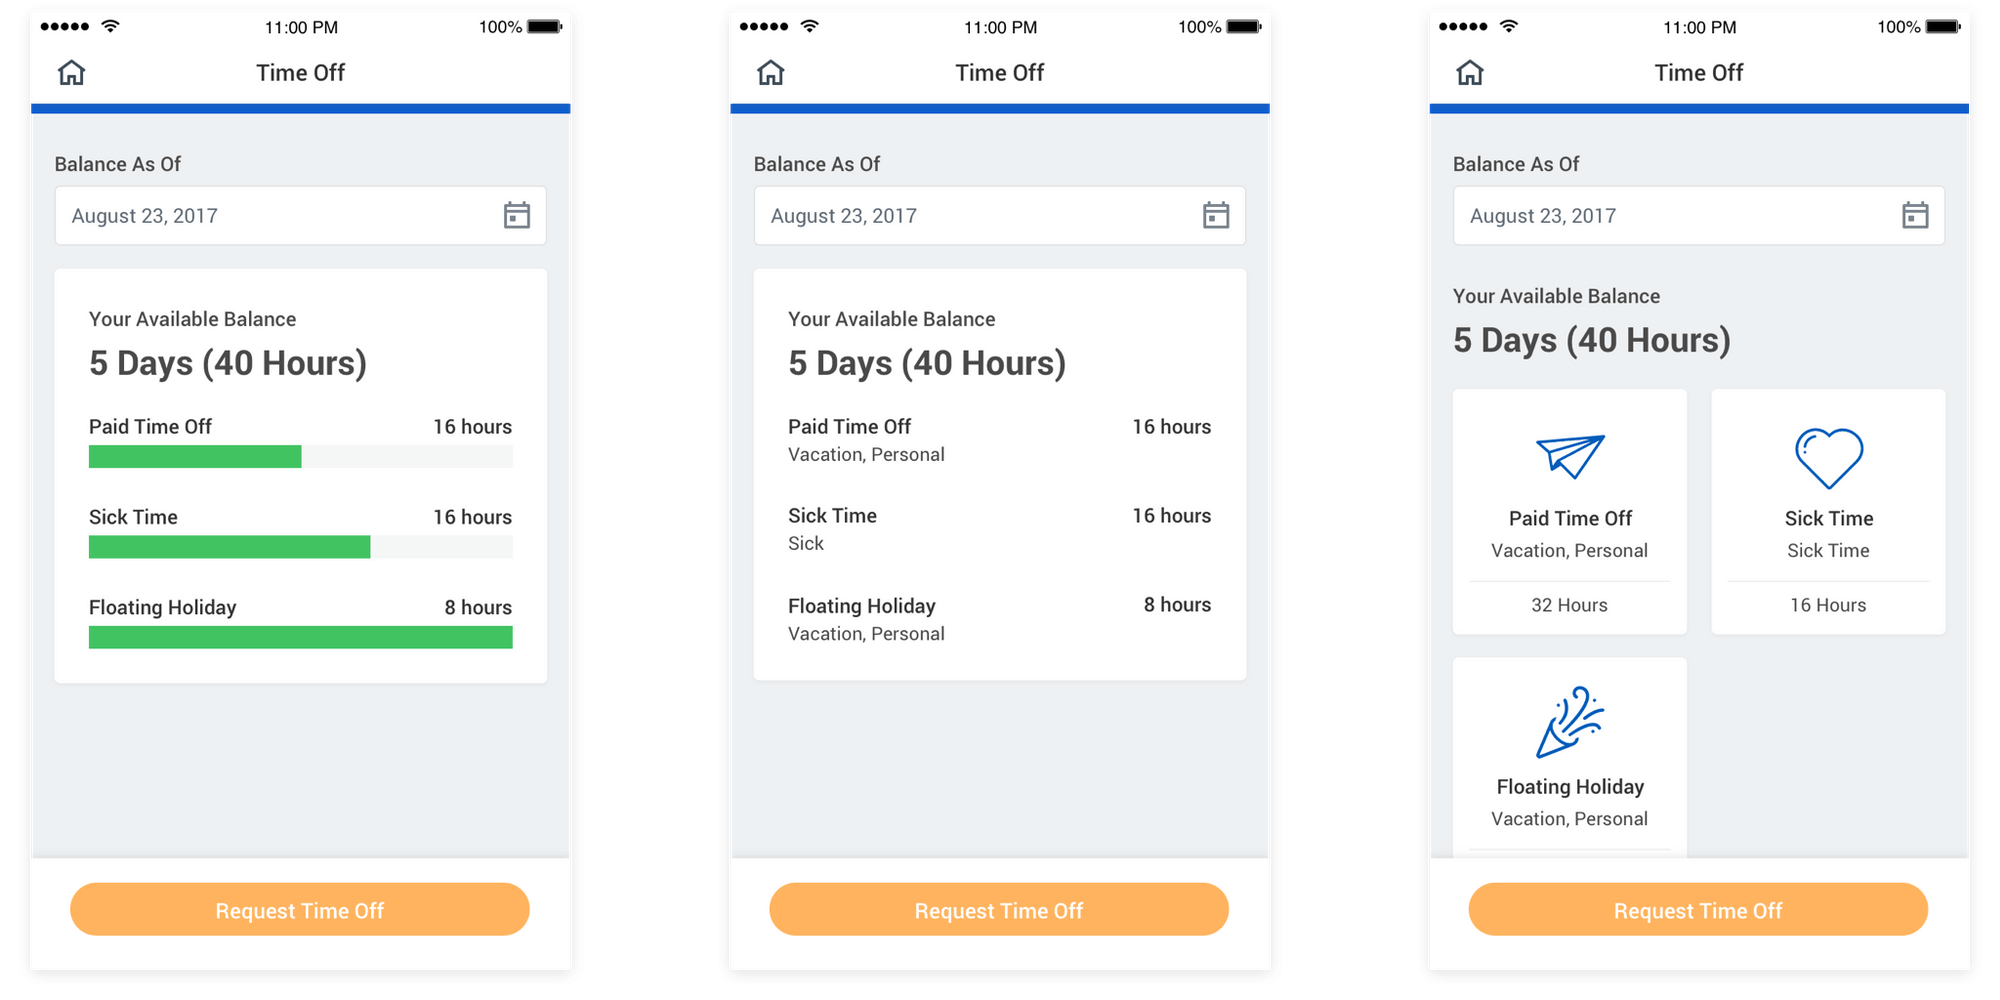 11:00 PM 100%
Time Off
Balance As Of
August 23, 2017
Your Available Balance
5 Days (40 Hours)
Paid Time Off 16 hours
Sick Time 16 hours
Floating Holiday 8 hours
Request Time Off
11:00 PM 100%
Time Off
Balance As Of
August 23, 2017
Your Available Balance
5 Days (40 Hours)
Paid Time Off 16 hours
Vacation, Personal
Sick Time 16 hours
Sick
Floating Holiday 8 hours
Vacation, Personal
Request Time Off
11:00 PM 100%
Time Off
Balance As Of
August 23, 2017
Your Available Balance
5 Days (40 Hours)
Paid Time Off
Vacation, Personal
32 Hours
Sick Time
Sick Time
16 Hours
Floating Holiday
Vacation, Personal
Request Time Off